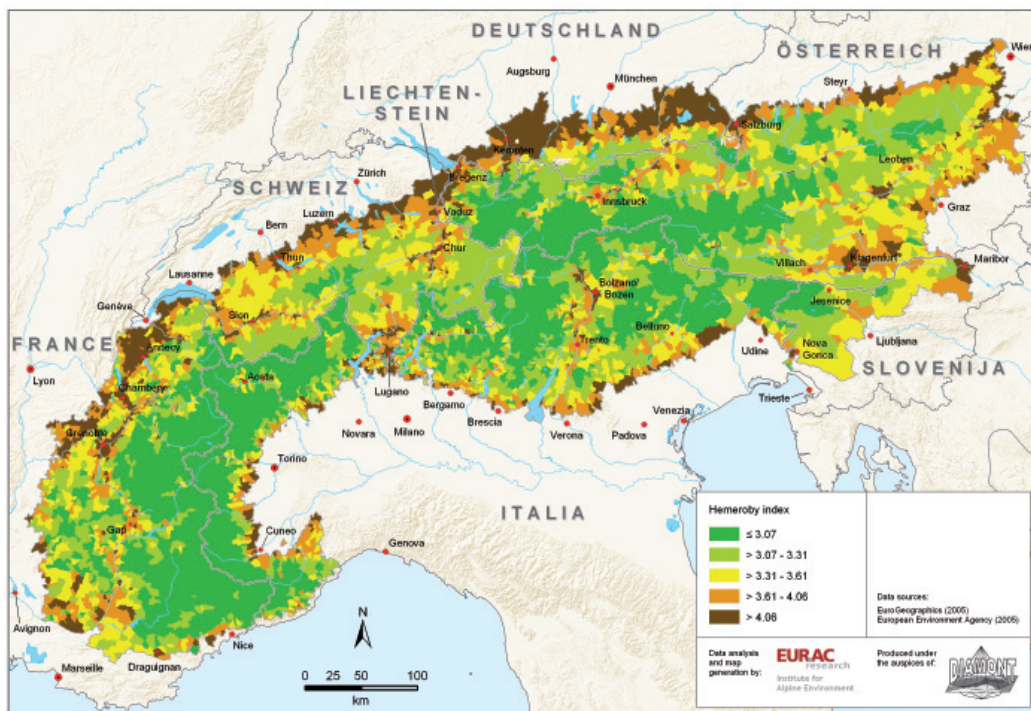 DEUTSCHLAND
ÖSTERREICH
Wien
Augsburg
München
Steyr
LIECHTEN-
STEIN
Salzburg
Kempten
Leoben
Bregenz
Zürich
SCHWEIZ
Innsbruck
Luzern
Vaduz
Graz
Bern
Chur
Thun
Klagenfurt
Villach
Maribor
Lausanne
Bolzano/
Bozen
Jesenice
Genève
Sion
Belluno
Ljubljana
FRANCE
Annecy
Trento
Udine
Nova
Gorica
SLOVENIJA
Lyon
Aosta
Chambéry
Lugano
Trieste
Bergamo
Venezia
Novara
Milano
Brescia
Verona
Padova
Grenoble
Torino
ITALIA
Gap
Cuneo
Genova
Avignon
Nice
Marseille
Draguignan
N
0 25 50 100
km
Hemeroby index
≤ 3.07
> 3.07 - 3.31
> 3.31 - 3.61
> 3.61 - 4.06
> 4.06
Data sources:
EuroGeographics (2005)
European Environment Agency (2005)
Data analysis
and map
generation by:
EURAC
research
Institute for
Alpine Environment
Produced under
the auspices of:
DIAMONT